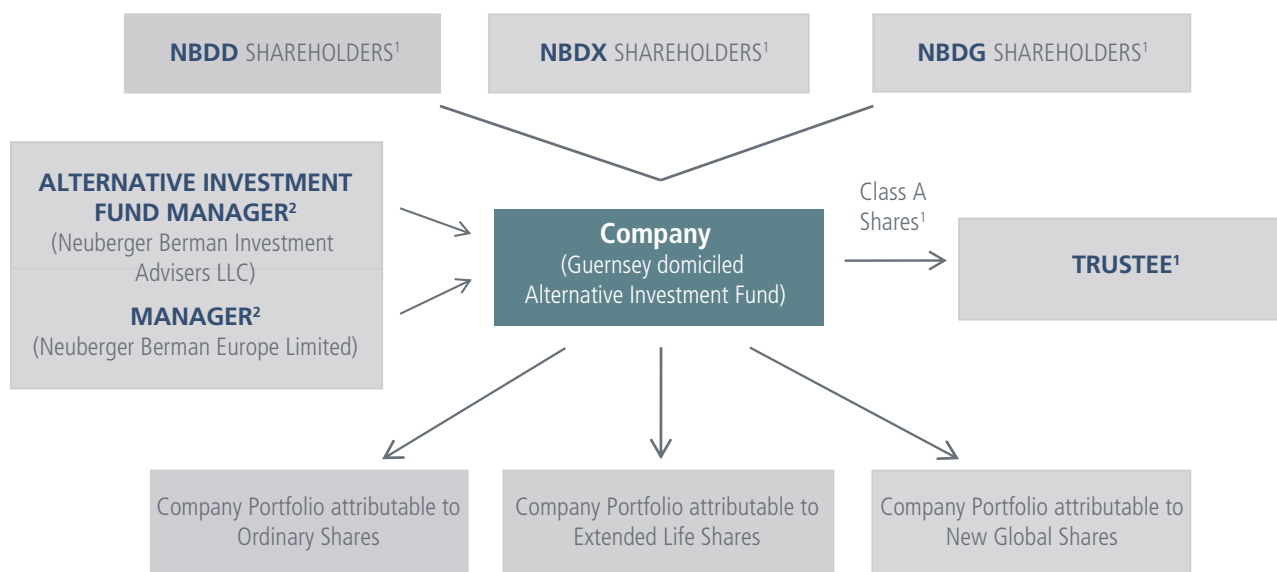 NBDD SHAREHOLDERS¹
NBDX SHAREHOLDERS¹
NBDG SHAREHOLDERS¹
ALTERNATIVE INVESTMENT
FUND MANAGER²
(Neuberger Berman Investment
Advisers LLC)
MANAGER²
(Neuberger Berman Europe Limited)
Company
(Guernsey domiciled
Alternative Investment Fund)
Class A
Shares¹
TRUSTEE¹
Company Portfolio attributable to
Ordinary Shares
Company Portfolio attributable to
Extended Life Shares
Company Portfolio attributable to
New Global Shares